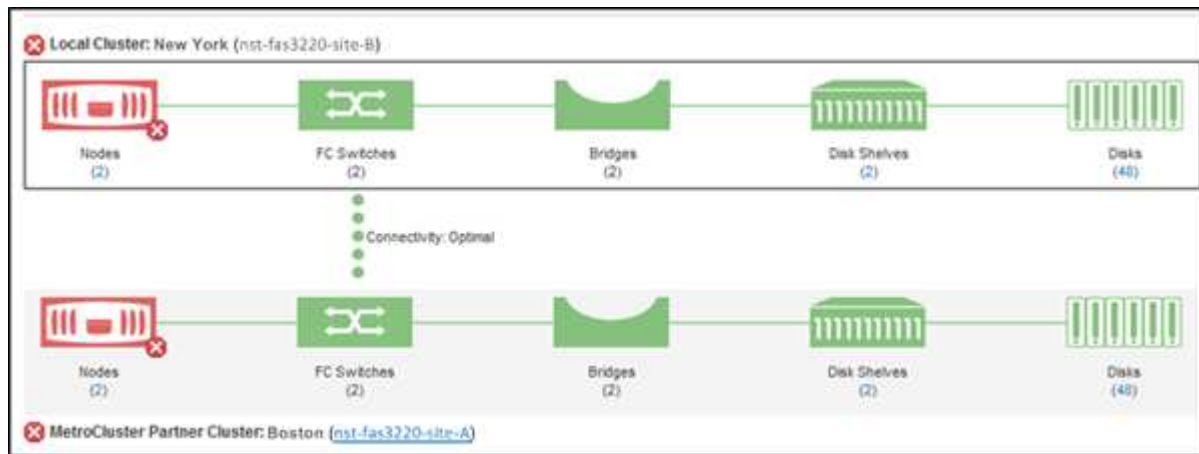 Local Cluster: New York (nst-fas3220-site-B)
Nodes FC Switches Bridges Disk Shelves Disks
(2) (2) (2) (2) (48)
Connectivity: Optimal
Nodes FC Switches Bridges Disk Shelves Disks
(2) (2) (2) (2) (48)
MetroCluster Partner Cluster: Boston (nst-fas3220-site-A)